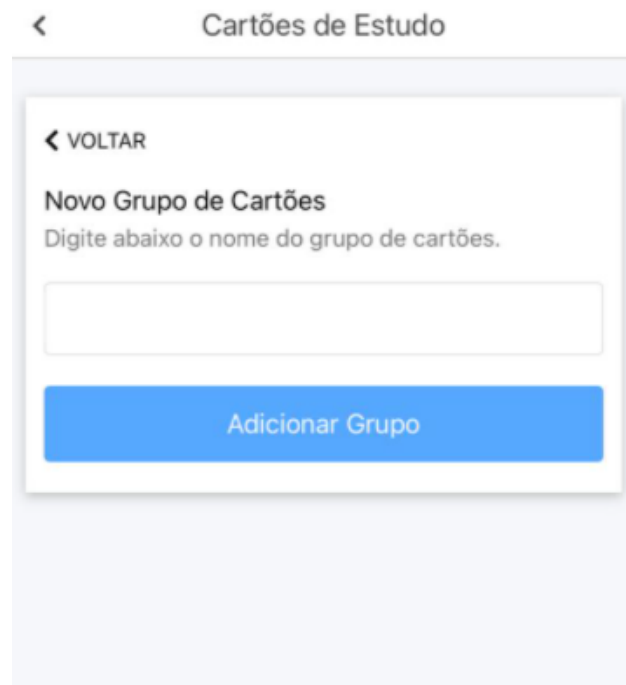 Cartões de Estudo
VOLTAR
Novo Grupo de Cartões
Digite abaixo o nome do grupo de cartões.
Adicionar Grupo